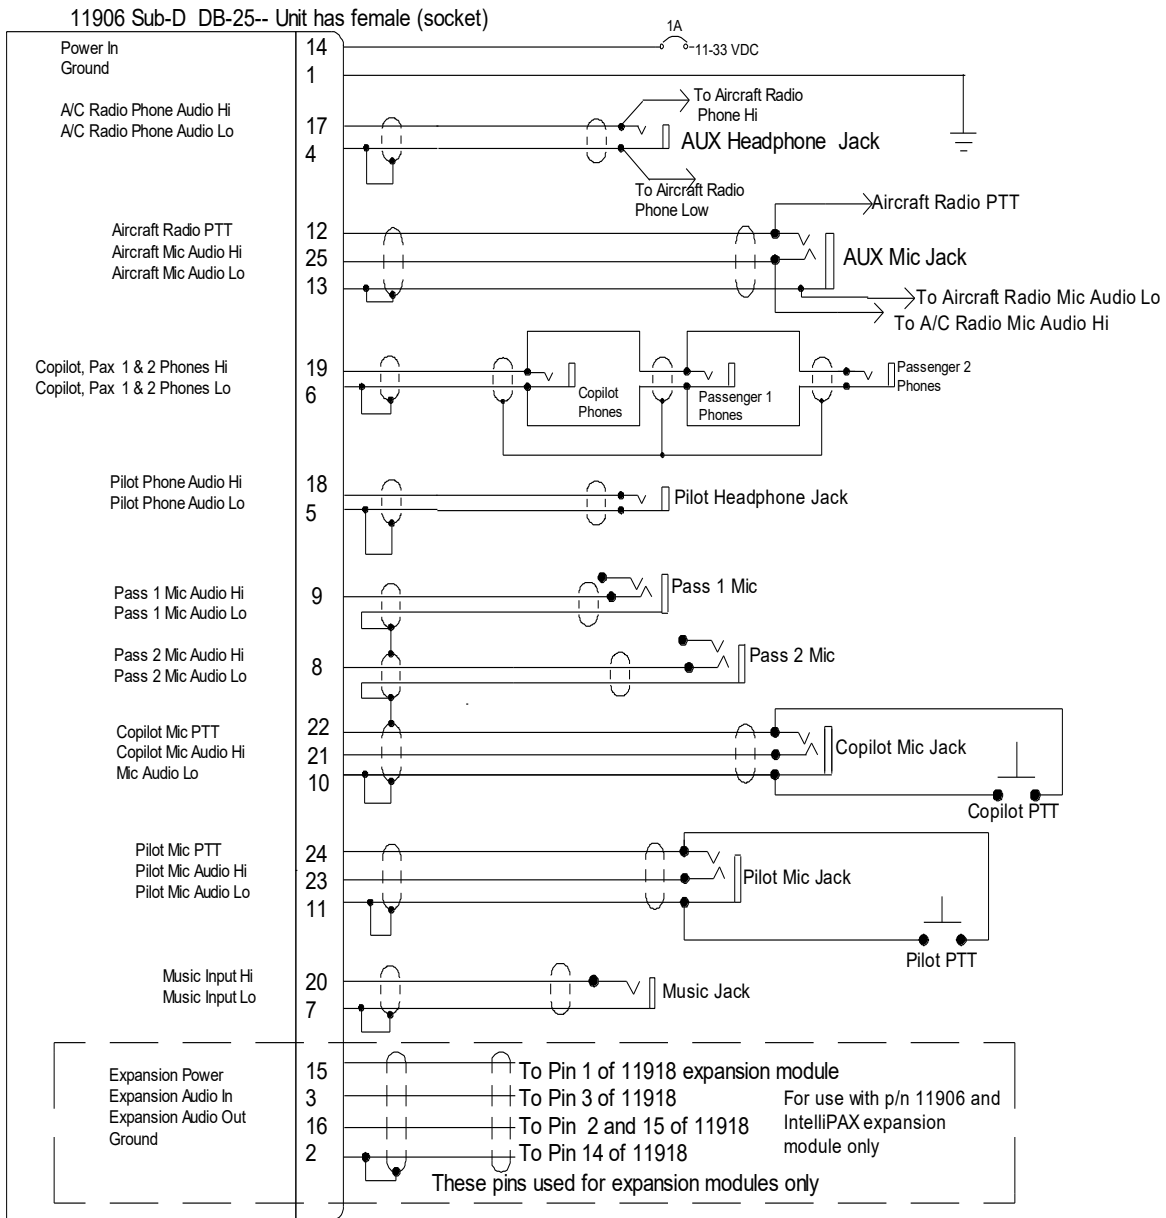 11906 Sub-D DB-25-- Unit has female (socket)
Power In
Ground
14
1
1A
11-33 VDC
A/C Radio Phone Audio Hi
A/C Radio Phone Audio Lo
17
4
To Aircraft Radio
Phone Hi
AUX Headphone Jack
To Aircraft Radio
Phone Low
Aircraft Radio PTT
Aircraft Mic Audio Hi
Aircraft Mic Audio Lo
12
25
13
Aircraft Radio PTT
AUX Mic Jack
To Aircraft Radio Mic Audio Lo
To A/C Radio Mic Audio Hi
Copilot, Pax 1 & 2 Phones Hi
Copilot, Pax 1 & 2 Phones Lo
19
6
Copilot
Phones
Passenger 1
Phones
Passenger 2
Phones
Pilot Phone Audio Hi
Pilot Phone Audio Lo
18
5
Pilot Headphone Jack
Pass 1 Mic Audio Hi
Pass 1 Mic Audio Lo
9
Pass 1 Mic
Pass 2 Mic Audio Hi
Pass 2 Mic Audio Lo
8
Pass 2 Mic
Copilot Mic PTT
Copilot Mic Audio Hi
Mic Audio Lo
22
21
10
Copilot Mic Jack
Copilot PTT
Pilot Mic PTT
Pilot Mic Audio Hi
Pilot Mic Audio Lo
24
23
11
Pilot Mic Jack
Pilot PTT
Music Input Hi
Music Input Lo
20
7
Music Jack
Expansion Power
Expansion Audio In
Expansion Audio Out
Ground
15
3
16
2
To Pin 1 of 11918 expansion module
To Pin 3 of 11918
To Pin 2 and 15 of 11918
To Pin 14 of 11918
For use with p/n 11906 and
IntelliPAX expansion
module only
These pins used for expansion modules only